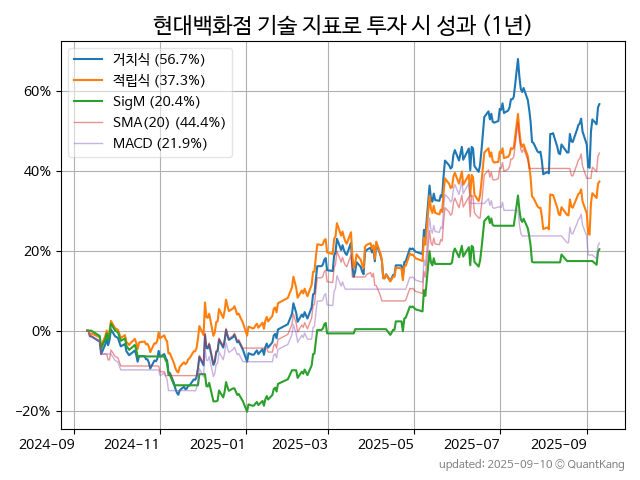 현대백화점 기술 지표로 투자 시 성과 (1년)
거치식 (56.7%)
적립식 (37.3%)
SigM (20.4%)
SMA(20) (44.4%)
MACD (21.9%)
60%
40%
20%
0%
−20%
2024-09 2024-11 2025-01 2025-03 2025-05 2025-07 2025-09
updated: 2025-09-10 © QuantKang